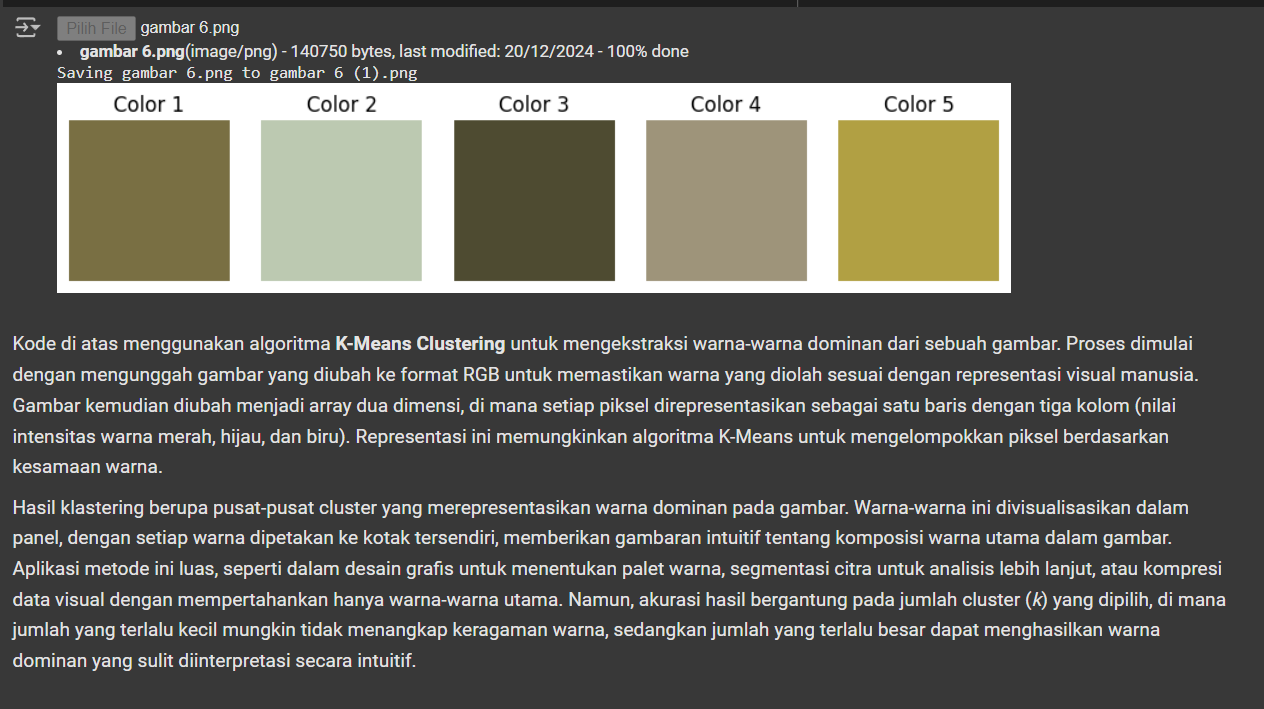 Pilih File gambar 6.png
• gambar 6.png(image/png) - 140750 bytes, last modified: 20/12/2024 - 100% done
Saving gambar 6.png to gambar 6 (1).png
Color 1 Color 2 Color 3 Color 4 Color 5
Kode di atas menggunakan algoritma K-Means Clustering untuk mengekstraksi warna-warna dominan dari sebuah gambar. Proses dimulai
dengan mengunggah gambar yang diubah ke format RGB untuk memastikan warna yang diolah sesuai dengan representasi visual manusia.
Gambar kemudian diubah menjadi array dua dimensi, di mana setiap piksel direpresentasikan sebagai satu baris dengan tiga kolom (nilai
intensitas warna merah, hijau, dan biru). Representasi ini memungkinkan algoritma K-Means untuk mengelompokkan piksel berdasarkan
kesamaan warna.
Hasil klastering berupa pusat-pusat cluster yang merepresentasikan warna dominan pada gambar. Warna-warna ini divisualisasikan dalam
panel, dengan setiap warna dipetakan ke kotak tersendiri, memberikan gambaran intuitif tentang komposisi warna utama dalam gambar.
Aplikasi metode ini luas, seperti dalam desain grafis untuk menentukan palet warna, segmentasi citra untuk analisis lebih lanjut, atau kompresi
data visual dengan mempertahankan hanya warna-warna utama. Namun, akurasi hasil bergantung pada jumlah cluster (k) yang dipilih, di mana
jumlah yang terlalu kecil mungkin tidak menangkap keragaman warna, sedangkan jumlah yang terlalu besar dapat menghasilkan warna
dominan yang sulit diinterpretasi secara intuitif.